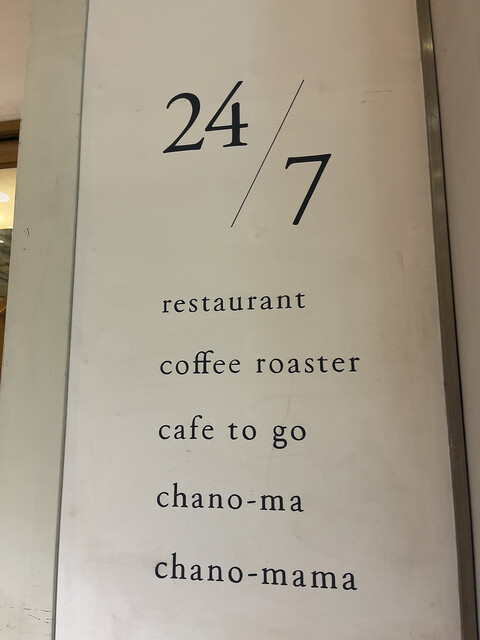 24/7
restaurant
coffee roaster
cafe to go
chano-ma
chano-mama